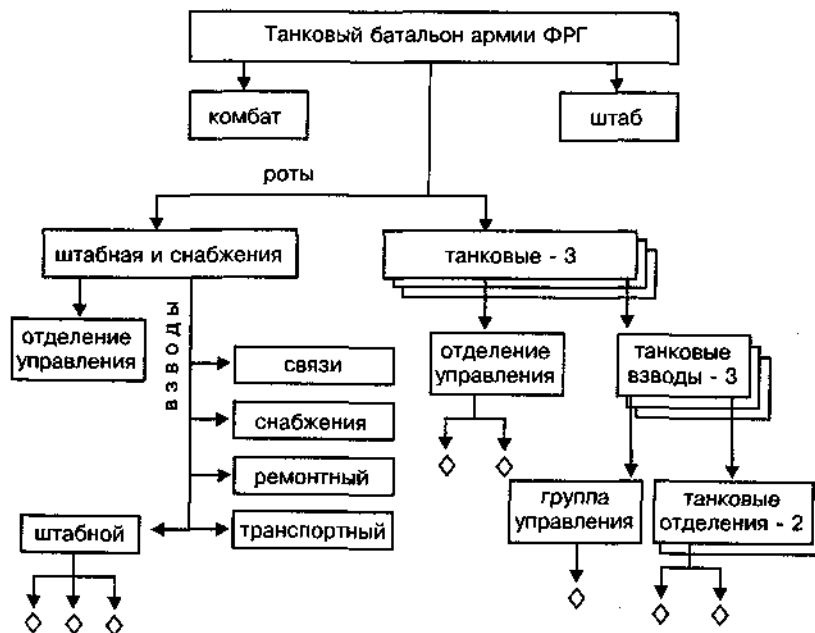 Танковый батальон армии ФРГ
комбат
штаб
роты
штабная и снабжения
танковые - 3
взводы
отделение
управления
связи
снабжения
ремонтный
транспортный
штабной
отделение
управления
танковые
взводы - 3
группа
управления
танковые
отделения - 2